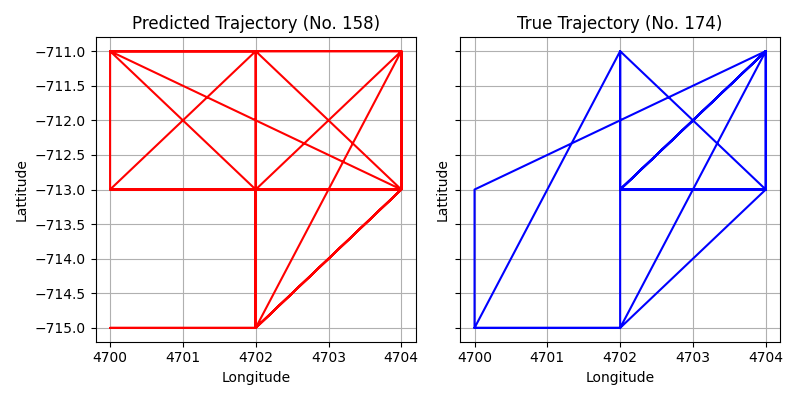 Predicted Trajectory (No. 158)
True Trajectory (No. 174)
−711.0
−711.5
−712.0
−712.5
−713.0
−713.5
−714.0
−714.5
−715.0
Lattitude
Lattitude
4700 4701 4702 4703 4704
4700 4701 4702 4703 4704
Longitude
Longitude